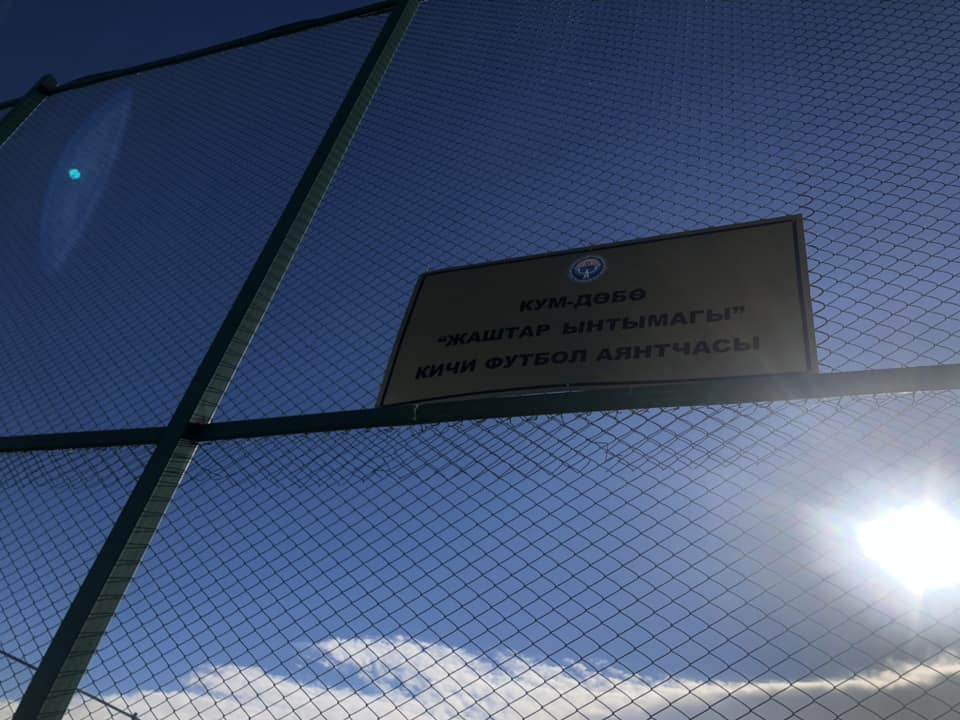 КУМ-ДӨБӨ
"ЖАШТАР ЫНТЫМАГЫ"
КИЧИ ФУТБОЛ АЯНТЧАСЫ